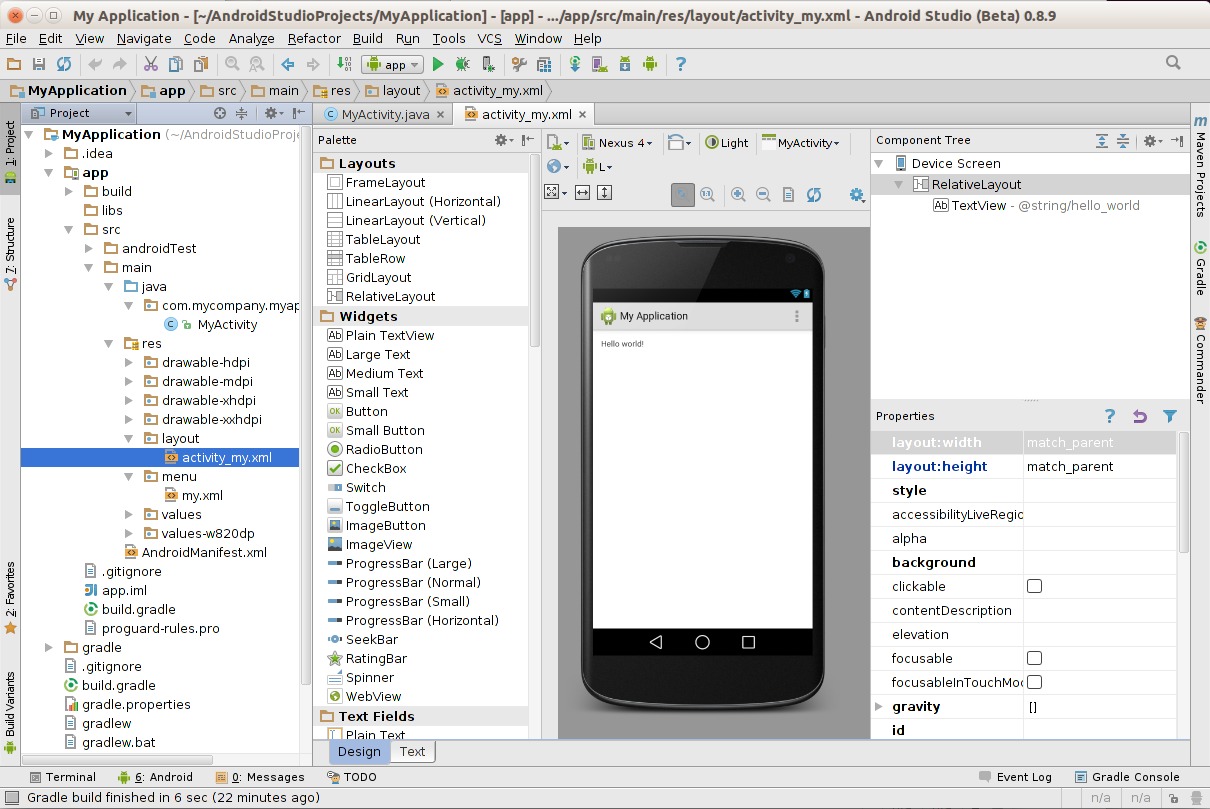 My Application - [~/AndroidStudioProjects/MyApplication] - [app] - .../app/src/main/res/layout/activity_my.xml - Android Studio (Beta) 0.8.9
File Edit View Navigate Code Analyze Refactor Build Run Tools VCS Window Help
app
MyApplication app src main res layout activity_my.xml
1: Project
7: Structure
2: Favorites
Build Variants
Project
MyApplication (~/AndroidStudioProje
.idea
app
build
libs
src
androidTest
main
java
com.mycompany.myap
MyActivity
res
drawable-hdpi
drawable-mdpi
drawable-xhdpi
drawable-xxhdpi
layout
activity_my.xml
menu
my.xml
values
values-w820dp
AndroidManifest.xml
.gitignore
app.iml
build.gradle
proguard-rules.pro
gradle
.gitignore
build.gradle
gradle.properties
gradlew
gradlew.bat
MyActivity.java activity_my.xml
Palette
Layouts
FrameLayout
LinearLayout (Horizontal)
LinearLayout (Vertical)
TableLayout
TableRow
GridLayout
RelativeLayout
Widgets
Ab Plain TextView
Ab Large Text
Ab Medium Text
Ab Small Text
OK Button
OK Small Button
RadioButton
CheckBox
Switch
ToggleButton
ImageButton
ImageView
ProgressBar (Large)
ProgressBar (Normal)
ProgressBar (Small)
ProgressBar (Horizontal)
SeekBar
RatingBar
Spinner
WebView
Text Fields
Plain Text
Design Text
Nexus 4 Light MyActivity
L
My Application
Hello world!
Component Tree
Device Screen
RelativeLayout
Ab TextView - @string/hello_world
Properties
layout:width match_parent
layout:height match_parent
style
accessibilityLiveRegio
alpha
background
clickable
contentDescription
elevation
focusable
focusableInTouchMod
gravity []
id
Maven Projects
Gradle
Commander
Terminal 6: Android 0: Messages TODO Event Log Gradle Console
Gradle build finished in 6 sec (22 minutes ago) n/a n/a